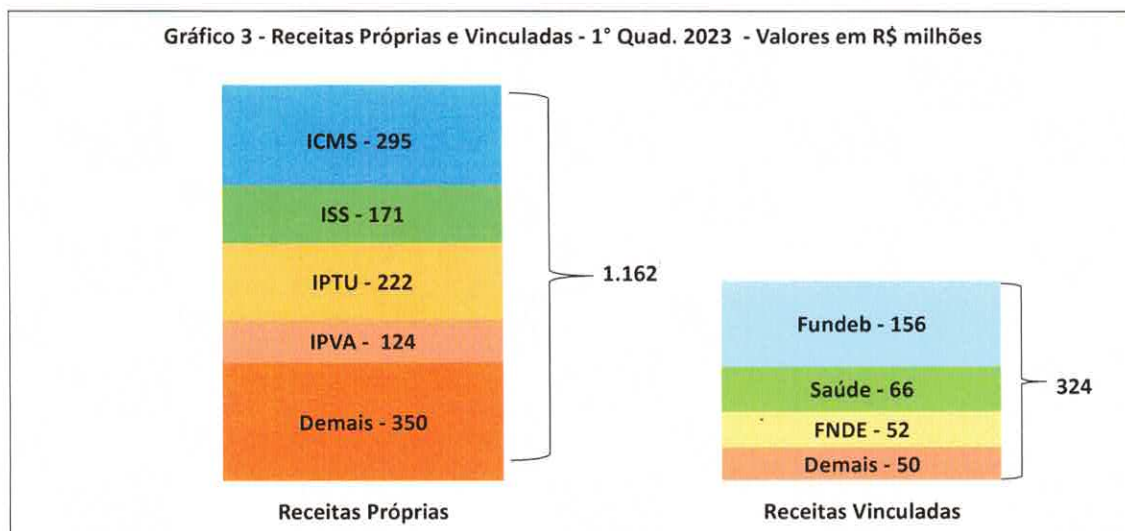 Gráfico 3 - Receitas Próprias e Vinculadas - 1° Quad. 2023 - Valores em R$ milhões
ICMS - 295
ISS - 171
IPTU - 222
IPVA - 124
Demais - 350
1.162
Receitas Próprias
Fundeb - 156
Saúde - 66
FNDE - 52
Demais - 50
324
Receitas Vinculadas